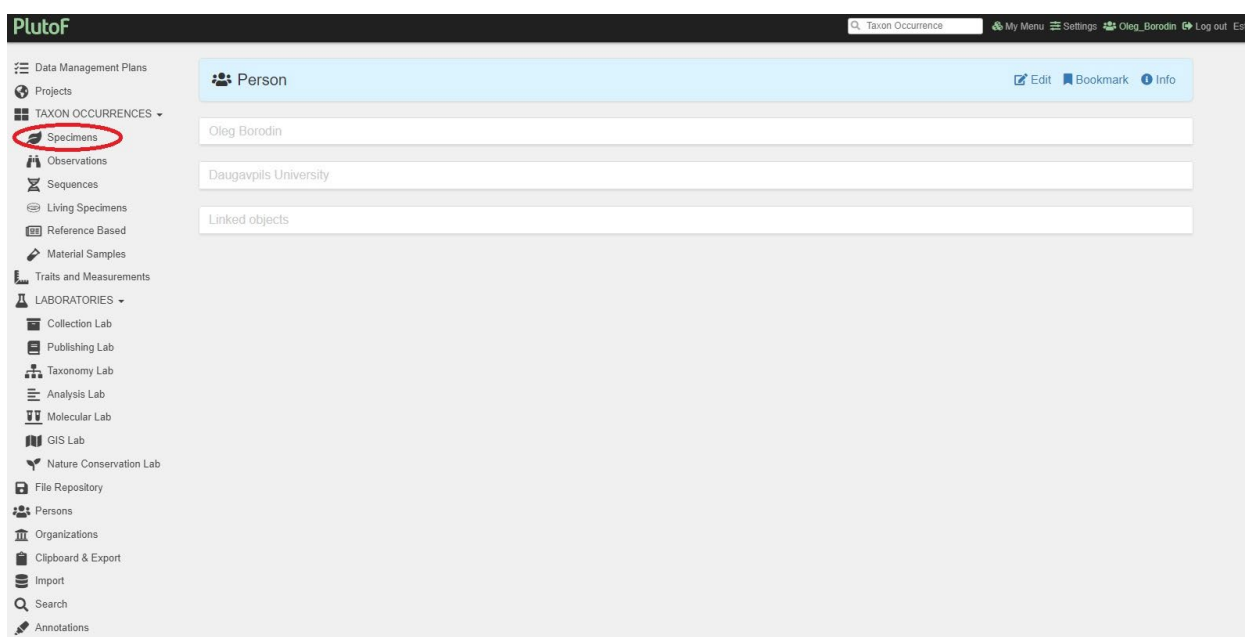 PlutoF
Taxon Occurrence
My Menu Settings Oleg_Borodin Log out Es
Data Management Plans
Projects
TAXON OCCURRENCES
Specimens
Observations
Sequences
Living Specimens
Reference Based
Material Samples
Traits and Measurements
LABORATORIES
Collection Lab
Publishing Lab
Taxonomy Lab
Analysis Lab
Molecular Lab
GIS Lab
Nature Conservation Lab
File Repository
Persons
Organizations
Clipboard & Export
Import
Search
Annotations
Person
Edit Bookmark Info
Oleg Borodin
Daugavpils University
Linked objects